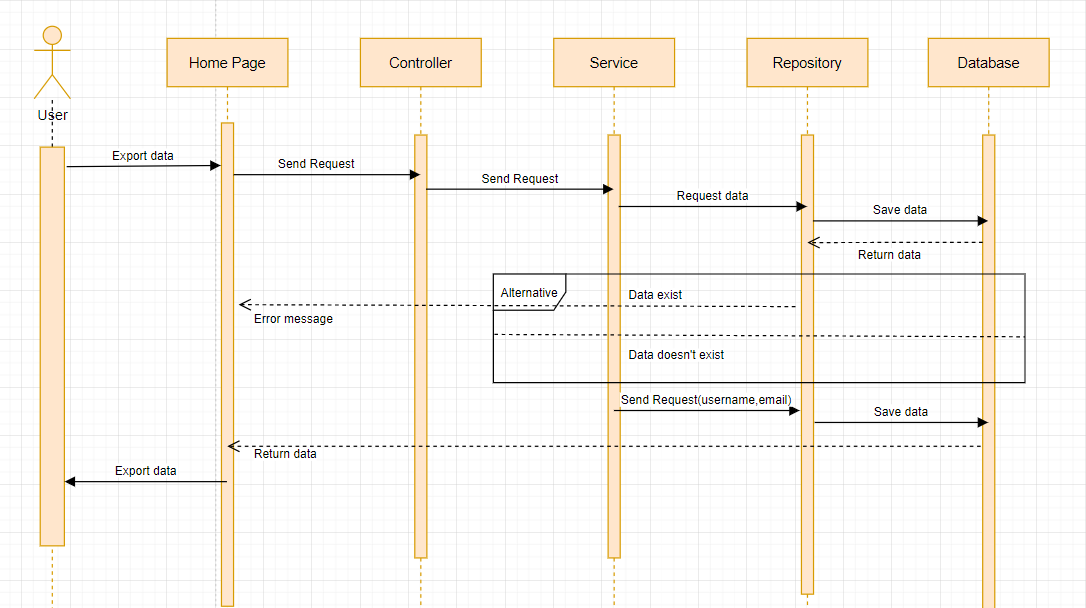 Home Page
Controller
Service
Repository
Database
User
Export data
Send Request
Send Request
Request data
Save data
Return data
Alternative
Data exist
Error message
Data doesn't exist
Send Request(username,email)
Save data
Return data
Export data